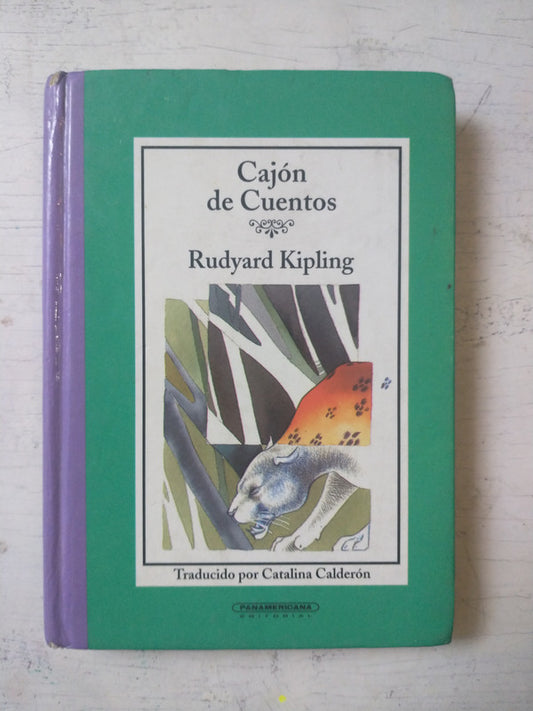 Cajón
de Cuentos
Rudyard Kipling
Traducido por Catalina Calderón
PANAMERICANA
EDITORIAL